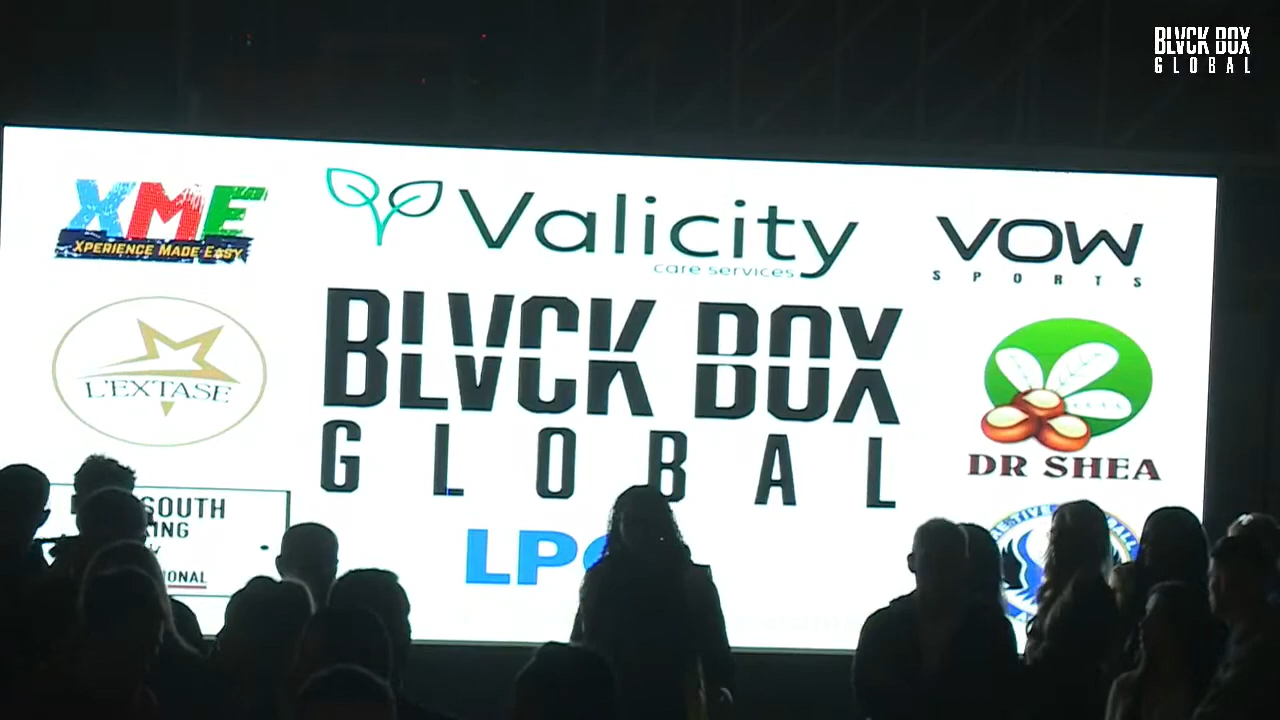 BLVCK BOX
GLOBAL
XME
XPERIENCE MADE EASY
Valicity
care services
VOW
SPORTS
L'EXTASE
BLVCK BOX
GLOBAL
DR SHEA
SOUTH
LP